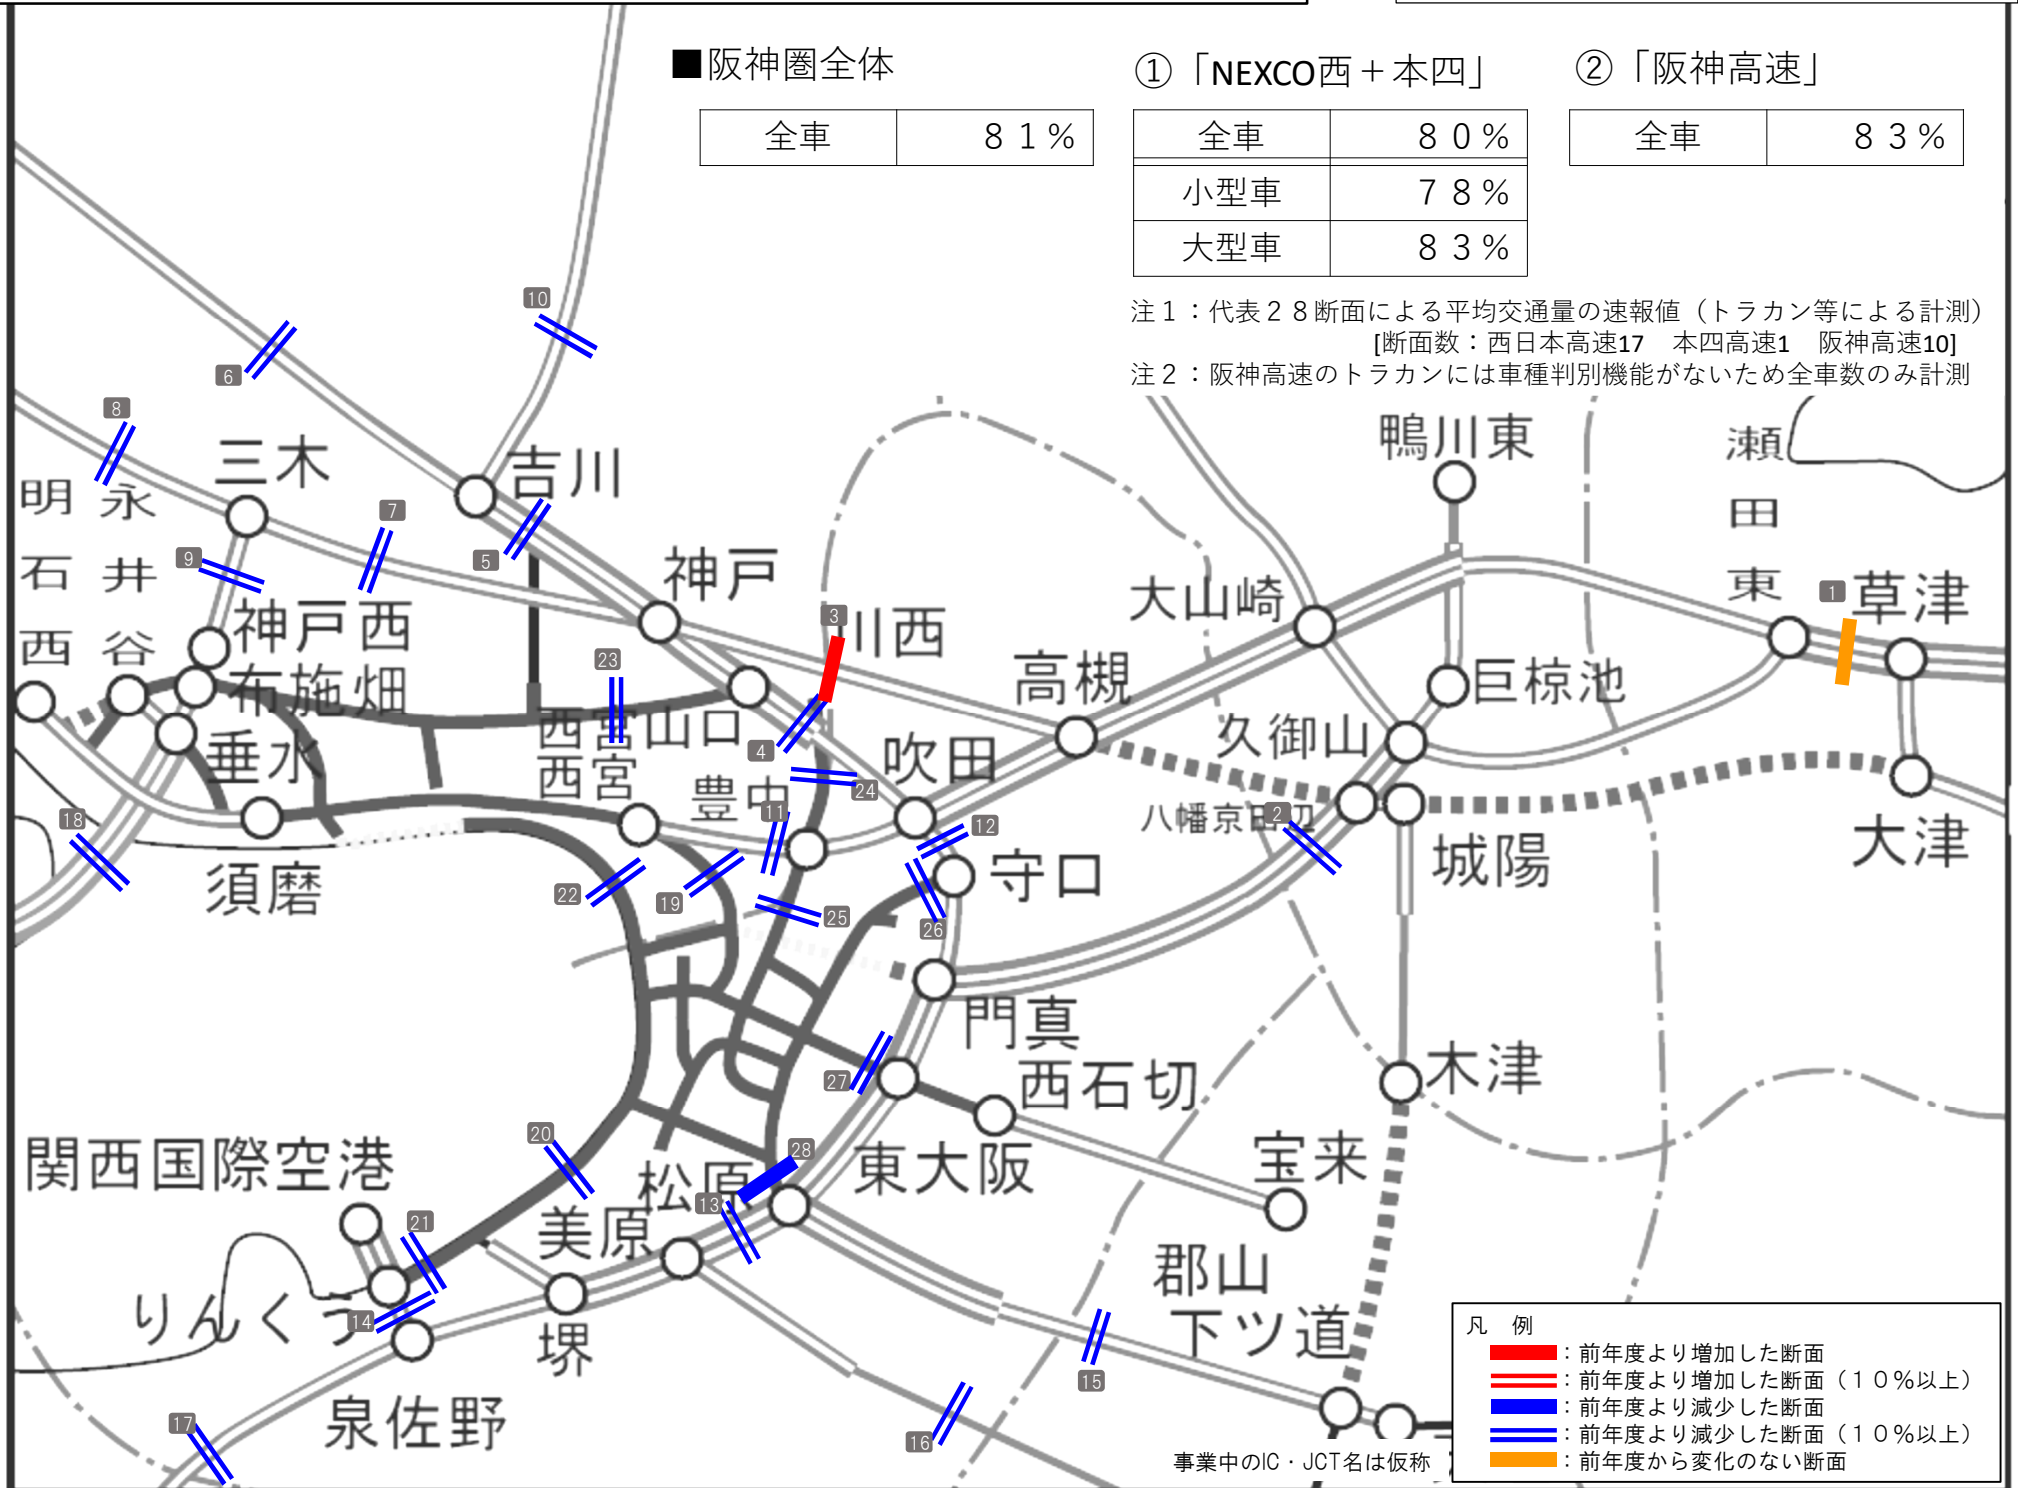 ■阪神圏全体
全車 81%
①「NEXCO西＋本四」
全車 80%
小型車 78%
大型車 83%
②「阪神高速」
全車 83%
注1：代表28断面による平均交通量の速報値（トラカン等による計測）
[断面数：西日本高速17　本四高速1　阪神高速10]
注2：阪神高速のトラカンには車種判別機能がないため全車数のみ計測
10
6
8
三木
吉川
鴨川東
瀬田東
明石西
永井谷
7
9
5
神戸
大山崎
1
草津
神戸西
3
川西
布施畑
23
高槻
巨椋池
西宮山口
4
久御山
垂水
西宮
豊中
吹田
24
八幡京田辺
2
11
12
18
城陽
大津
須磨
守口
22
19
25
26
門真
27
西石切
木津
関西国際空港
20
28
松原
東大阪
宝来
13
21
美原
郡山
下ツ道
りんくう
14
堺
15
泉佐野
17
16
事業中のIC・JCT名は仮称
凡　例
：前年度より増加した断面
：前年度より増加した断面（10％以上）
：前年度より減少した断面
：前年度より減少した断面（10％以上）
：前年度から変化のない断面